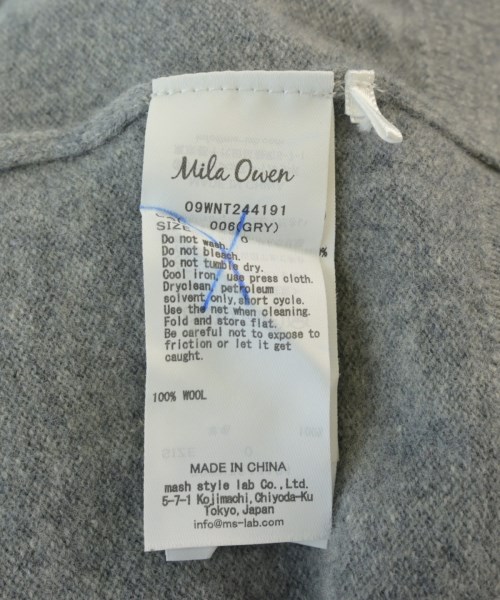 Mila Owen
09WNT244191
006(GRY)
SIZE 0
%
Do not wash.
Do not bleach.
Do not tumble dry.
Cool iron, use press cloth.
Dryclean, petroleum
solvent only,short cycle.
Use the net when cleaning.
Fold and store flat.
Be careful not to expose to
friction or let it get
caught.
100% WOOL
MADE IN CHINA
mash style lab Co.,Ltd.
5-7-1 Kojimachi,Chiyoda-Ku
Tokyo,Japan
info@ms-lab.com